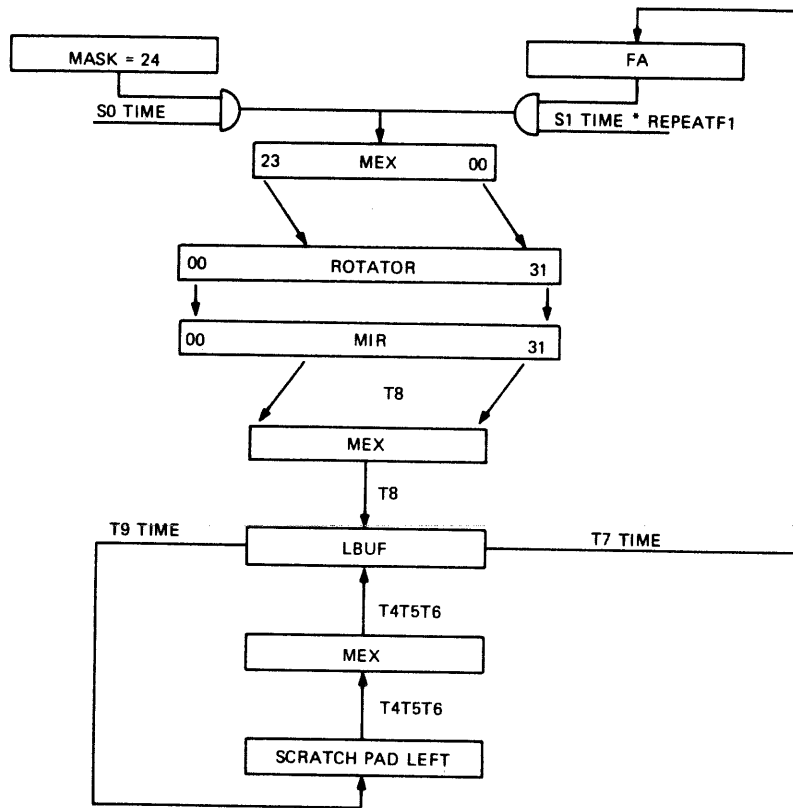 MASK = 24
FA
S0 TIME
S1 TIME * REPEATF1
23 MEX 00
00 ROTATOR 31
00 MIR 31
T8
MEX
T8
T9 TIME
LBUF
T7 TIME
T4T5T6
MEX
T4T5T6
SCRATCH PAD LEFT